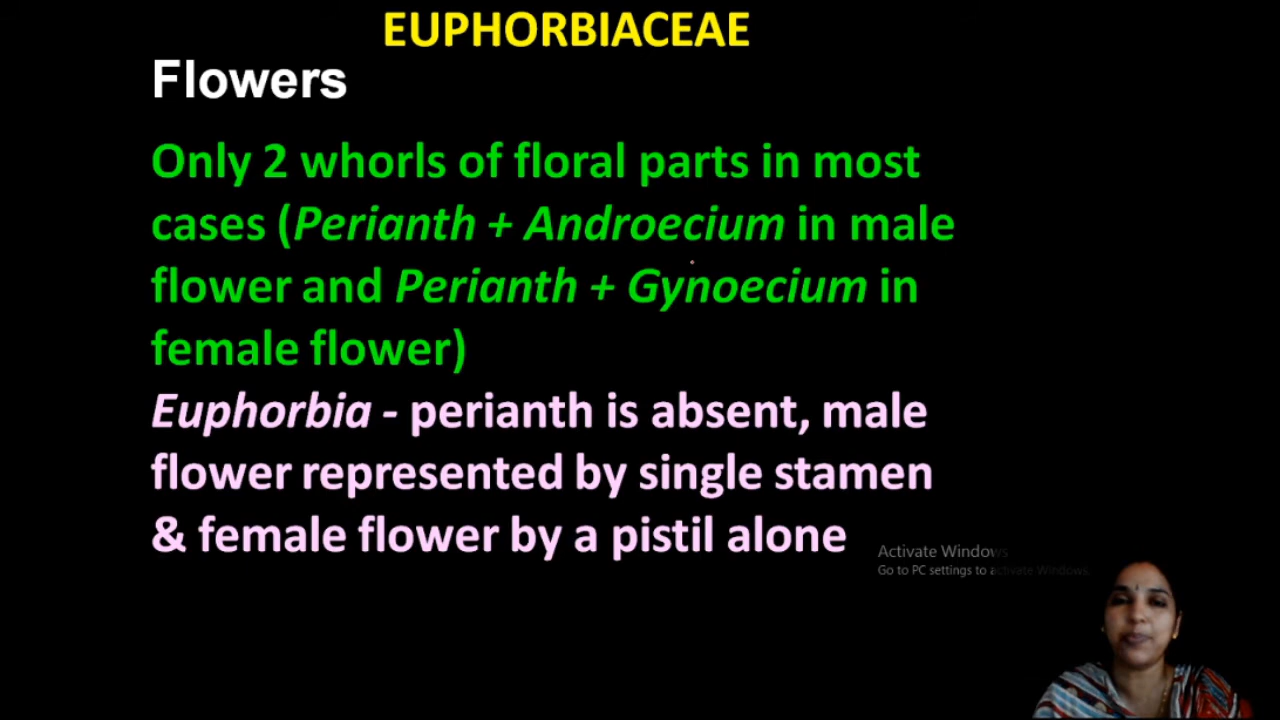 EUPHORBIACEAE
Flowers
Only 2 whorls of floral parts in most
cases (Perianth + Androecium in male
flower and Perianth + Gynoecium in
female flower)
Euphorbia - perianth is absent, male
flower represented by single stamen
& female flower by a pistil alone
Activate Windows
Go to PC settings to activate Windows.